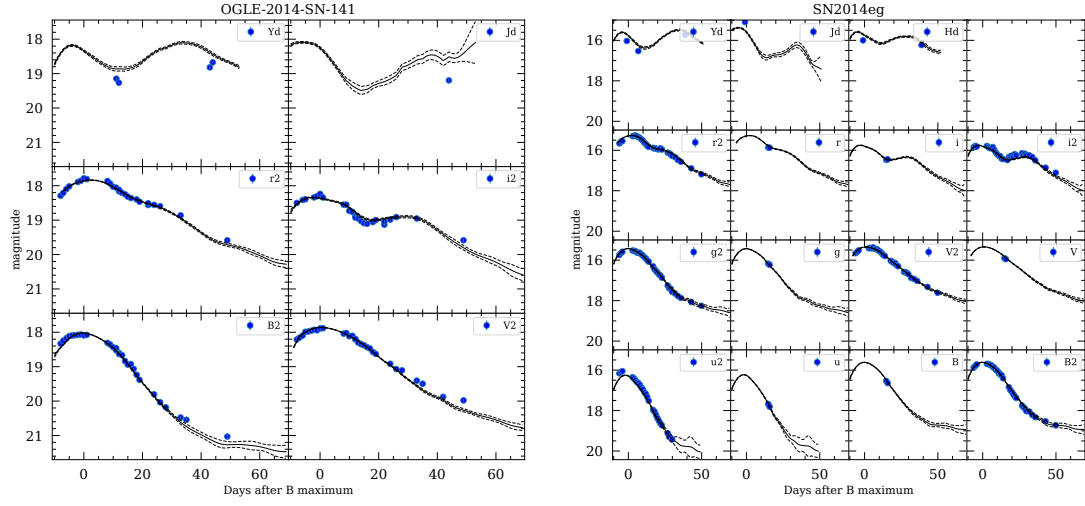 OGLE-2014-SN-141
Yd
Jd
18
19
20
21
r2
i2
18
19
20
21
B2
V2
18
19
20
21
0 20 40 60
0 20 40 60
magnitude
Days after B maximum
SN2014eg
Yd
Jd
Hd
16
18
20
r2
r
i
i2
16
18
20
g2
g
V2
V
16
18
20
u2
u
B
B2
16
18
20
0 50
0 50
0 50
0 50
magnitude
Days after B maximum